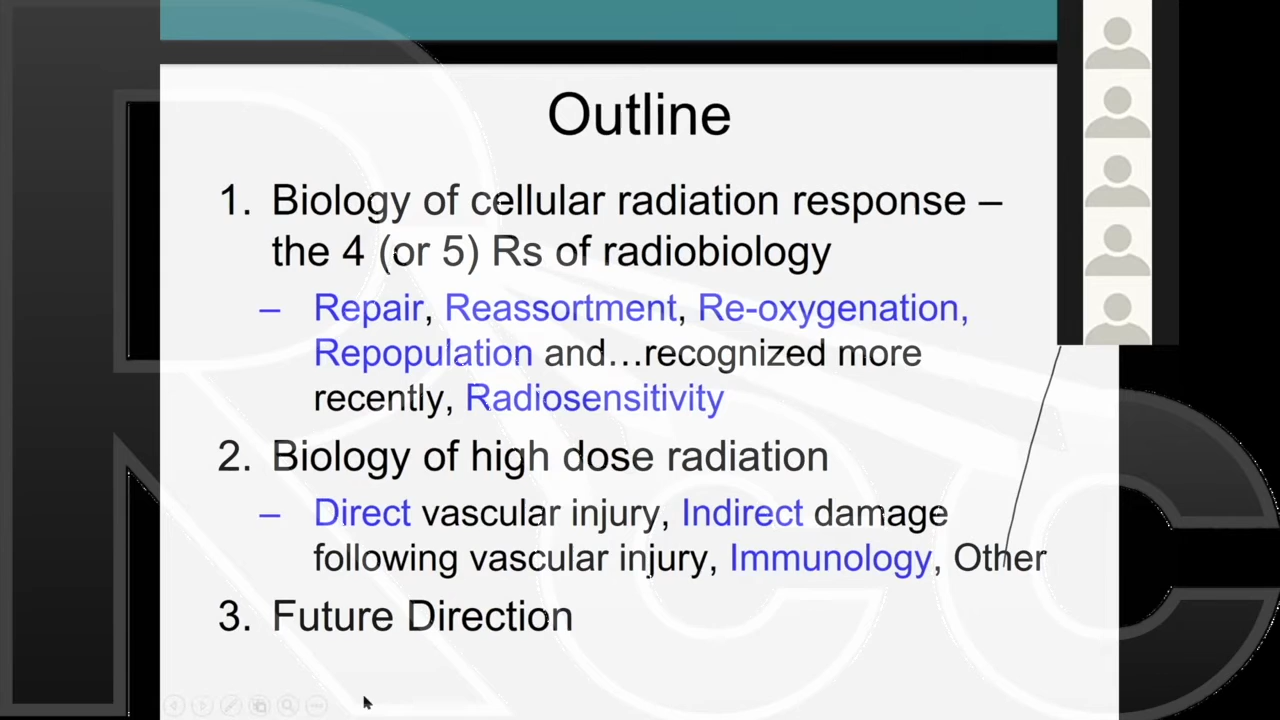 Outline
1. Biology of cellular radiation response –
the 4 (or 5) Rs of radiobiology
– Repair, Reassortment, Re-oxygenation,
Repopulation and…recognized more
recently, Radiosensitivity
2. Biology of high dose radiation
– Direct vascular injury, Indirect damage
following vascular injury, Immunology, Other
3. Future Direction
RCC